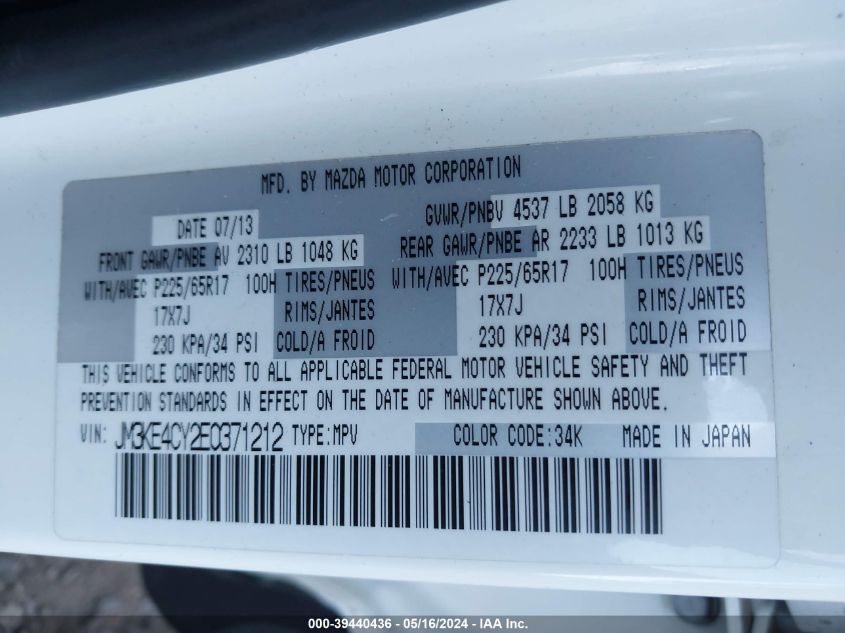 MFD. BY MAZDA MOTOR CORPORATION
DATE 07/13 GVWR/PNBV 4537 LB 2058 KG
FRONT GAWR/PNBE AV 2310 LB 1048 KG REAR GAWR/PNBE AR 2233 LB 1013 KG
WITH/AVEC P225/65R17 100H TIRES/PNEUS WITH/AVEC P225/65R17 100H TIRES/PNEUS
17X7J RIMS/JANTES 17X7J RIMS/JANTES
230 KPA/34 PSI COLD/A FROID 230 KPA/34 PSI COLD/A FROID
THIS VEHICLE CONFORMS TO ALL APPLICABLE FEDERAL MOTOR VEHICLE SAFETY AND THEFT
PREVENTION STANDARDS IN EFFECT ON THE DATE OF MANUFACTURE SHOWN ABOVE.
VIN: JM3KE4CY2E0371212 TYPE:MPV COLOR CODE:34K MADE IN JAPAN
000-39440436 - 05/16/2024 - IAA Inc.